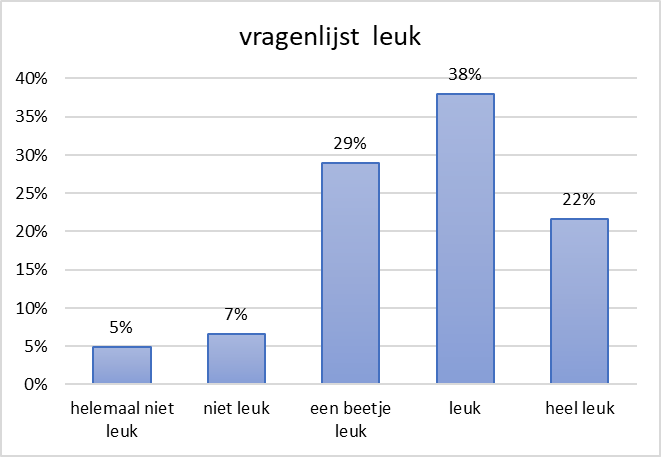 vragenlijst leuk
40%
35%
30%
25%
20%
15%
10%
5%
0%
5%
7%
29%
38%
22%
helemaal niet
leuk
niet leuk
een beetje
leuk
leuk
heel leuk